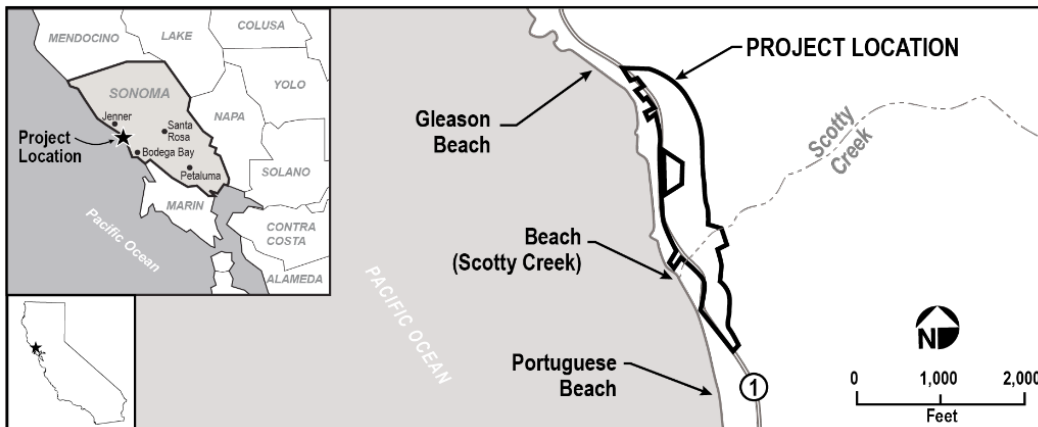 MENDOCINO
LAKE
COLUSA
YOLO
SONOMA
NAPA
Jenner
Santa
Rosa
Project
Location
Bodega Bay
Petaluma
SOLANO
MARIN
Pacific Ocean
CONTRA
COSTA
ALAMEDA
PROJECT LOCATION
Gleason
Beach
Scotty
Creek
Beach
(Scotty Creek)
PACIFIC OCEAN
Portuguese
Beach
1
N
0 1,000 2,000
Feet